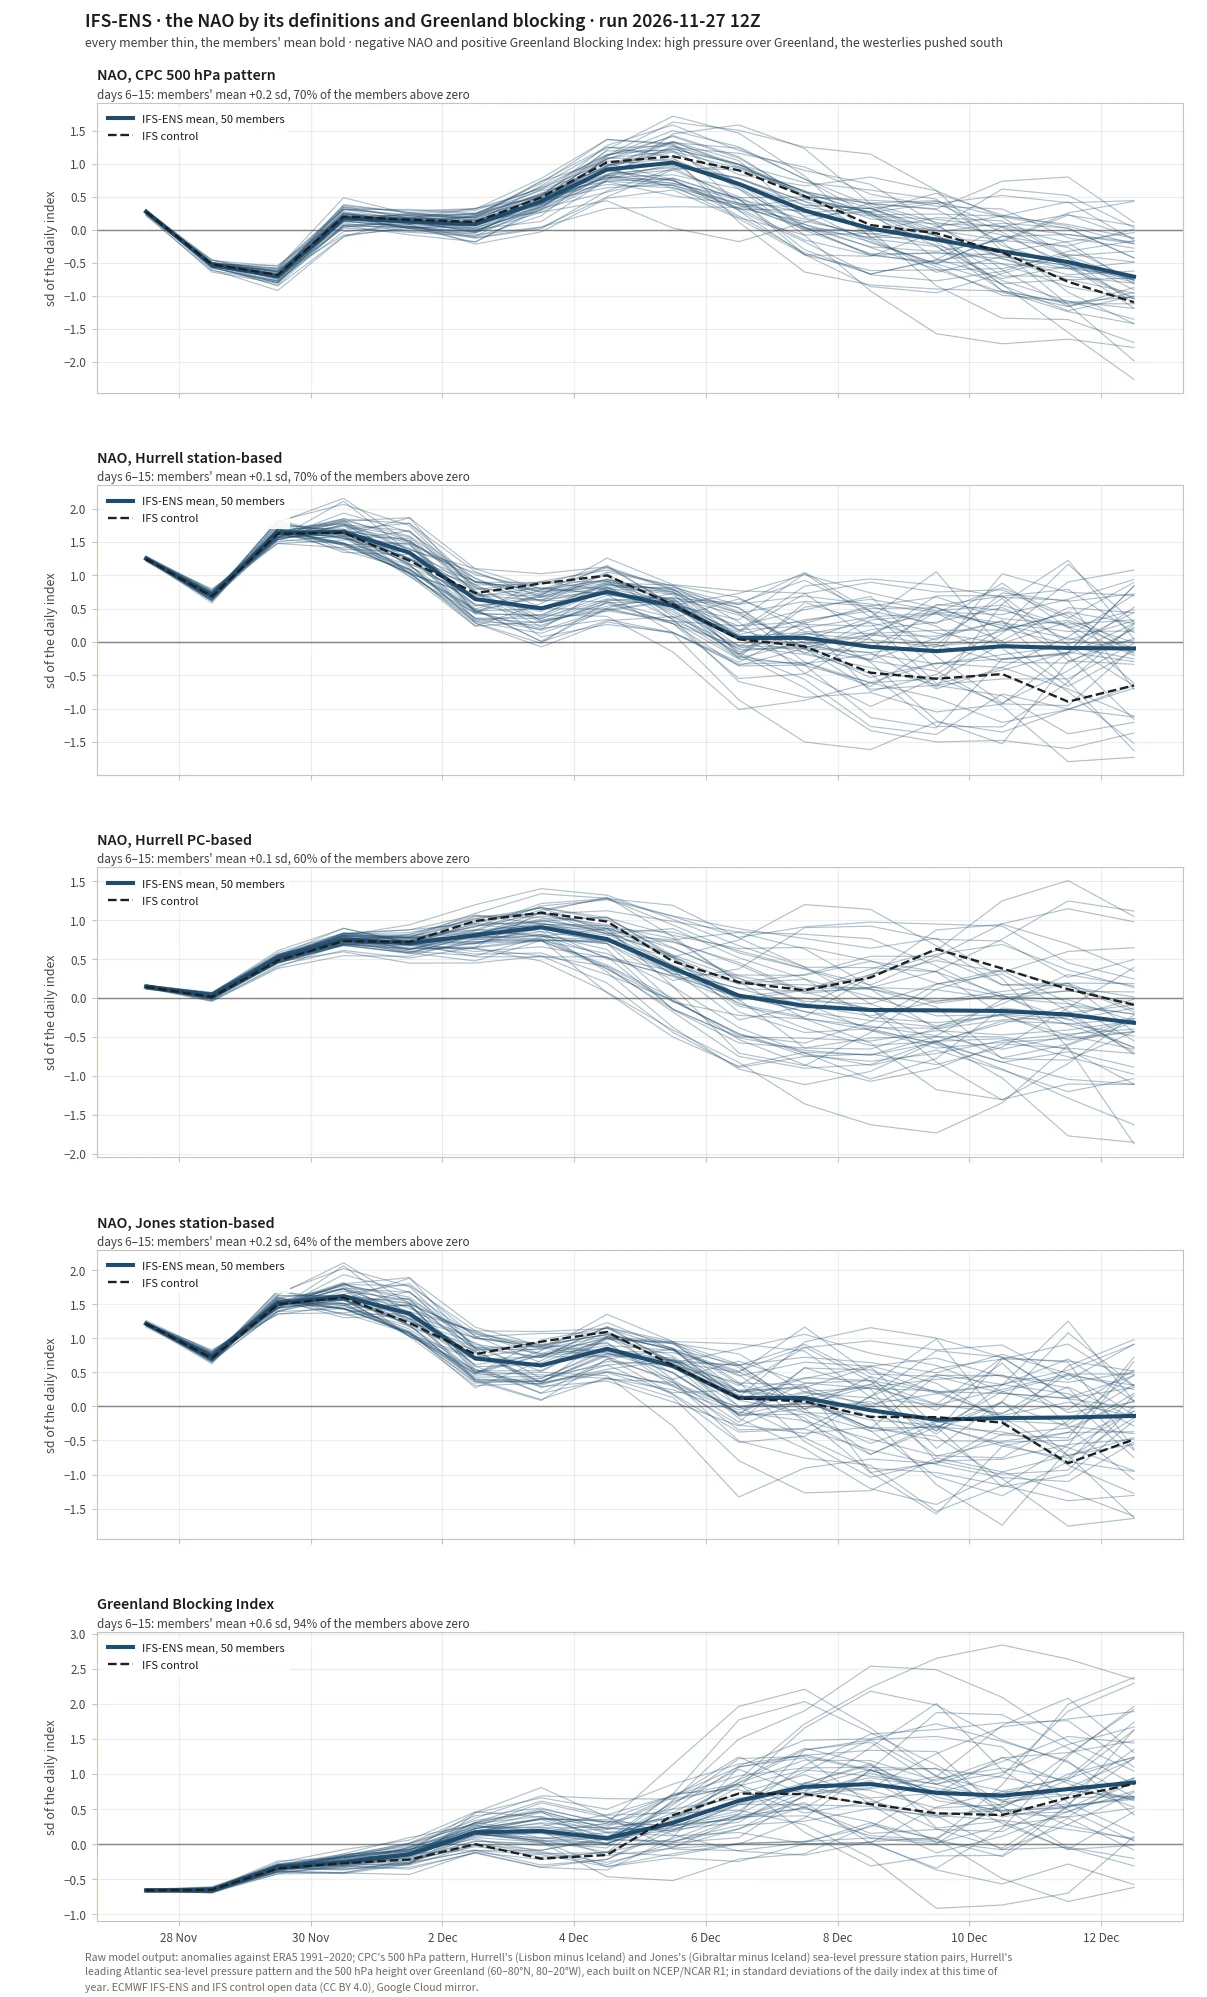 IFS-ENS · the NAO by its definitions and Greenland blocking · run 2026-11-27 12Z
every member thin, the members' mean bold · negative NAO and positive Greenland Blocking Index: high pressure over Greenland, the westerlies pushed south
NAO, CPC 500 hPa pattern
days 6–15: members' mean +0.2 sd, 70% of the members above zero
IFS-ENS mean, 50 members
IFS control
sd of the daily index
1.5
1.0
0.5
0.0
−0.5
−1.0
−1.5
−2.0
NAO, Hurrell station-based
days 6–15: members' mean +0.1 sd, 70% of the members above zero
IFS-ENS mean, 50 members
IFS control
sd of the daily index
2.0
1.5
1.0
0.5
0.0
−0.5
−1.0
−1.5
NAO, Hurrell PC-based
days 6–15: members' mean +0.1 sd, 60% of the members above zero
IFS-ENS mean, 50 members
IFS control
sd of the daily index
1.5
1.0
0.5
0.0
−0.5
−1.0
−1.5
−2.0
NAO, Jones station-based
days 6–15: members' mean +0.2 sd, 64% of the members above zero
IFS-ENS mean, 50 members
IFS control
sd of the daily index
2.0
1.5
1.0
0.5
0.0
−0.5
−1.0
−1.5
Greenland Blocking Index
days 6–15: members' mean +0.6 sd, 94% of the members above zero
IFS-ENS mean, 50 members
IFS control
sd of the daily index
3.0
2.5
2.0
1.5
1.0
0.5
0.0
−0.5
−1.0
28 Nov
30 Nov
2 Dec
4 Dec
6 Dec
8 Dec
10 Dec
12 Dec
Raw model output: anomalies against ERA5 1991–2020; CPC's 500 hPa pattern, Hurrell's (Lisbon minus Iceland) and Jones's (Gibraltar minus Iceland) sea-level pressure station pairs, Hurrell's
leading Atlantic sea-level pressure pattern and the 500 hPa height over Greenland (60–80°N, 80–20°W), each built on NCEP/NCAR R1; in standard deviations of the daily index at this time of
year. ECMWF IFS-ENS and IFS control open data (CC BY 4.0), Google Cloud mirror.